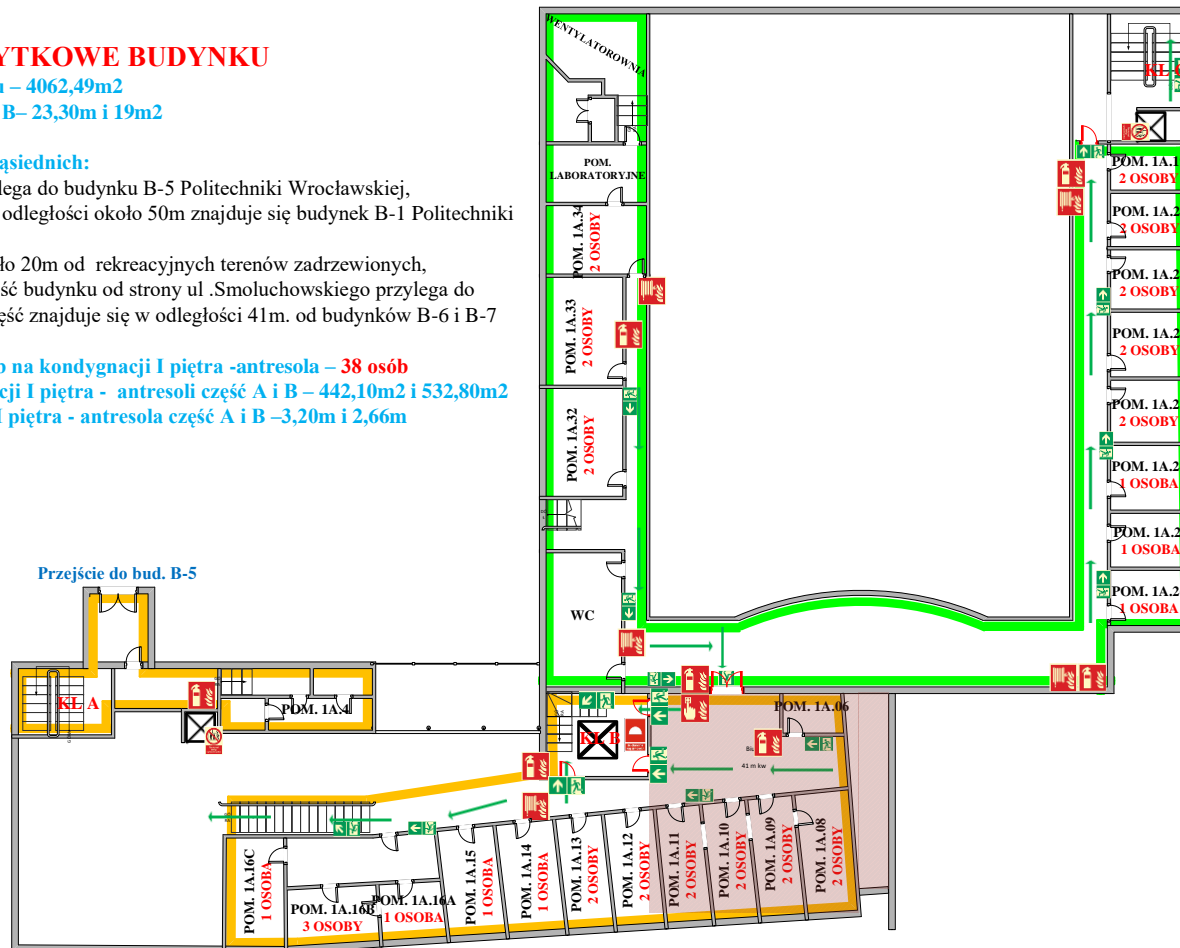 YTKOWE BUDYNKU
u – 4062,49m2
B– 23,30m i 19m2
ąsiednich:
lega do budynku B-5 Politechniki Wrocławskiej,
odległości około 50m znajduje się budynek B-1 Politechniki
ło 20m od rekreacyjnych terenów zadrzewionych,
ść budynku od strony ul .Smoluchowskiego przylega do
zęść znajduje się w odległości 41m. od budynków B-6 i B-7
b na kondygnacji I piętra -antresola – 38 osób
cji I piętra - antresoli część A i B – 442,10m2 i 532,80m2
I piętra - antresola część A i B –3,20m i 2,66m
WENTYLATOROWNIA
POM.
LABORATORYJNE
POM. 1A.34
2 OSOBY
POM. 1A.33
2 OSOBY
POM. 1A.32
2 OSOBY
WC
KL
POM. 1A.1
2 OSOBY
POM. 1A.2
2 OSOBY
POM. 1A.2
2 OSOBY
POM. 1A.2
2 OSOBY
POM. 1A.2
2 OSOBY
POM. 1A.2
1 OSOBA
POM. 1A.2
1 OSOBA
POM. 1A.2
1 OSOBA
Przejście do bud. B-5
KL A
POM. 1A.4
KL B
POM. 1A.06
41 m kw
POM. 1A.16C
1 OSOBA
POM. 1A.16B
3 OSOBY
POM. 1A.16A
1 OSOBA
POM. 1A.15
1 OSOBA
POM. 1A.14
1 OSOBA
POM. 1A.13
2 OSOBY
POM. 1A.12
2 OSOBY
POM. 1A.11
2 OSOBY
POM. 1A.10
2 OSOBY
POM. 1A.09
2 OSOBY
POM. 1A.08
2 OSOBY